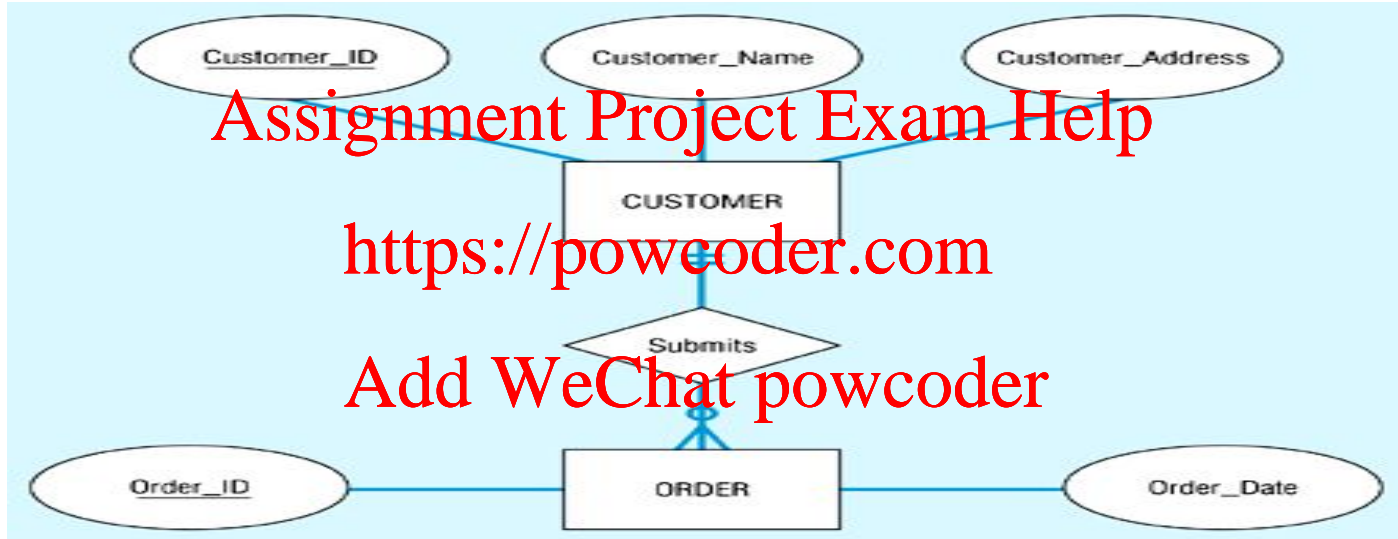 Customer_ID Customer_Name Customer_Address
Assignment Project Exam Help
CUSTOMER
https://powcoder.com
Submits
Add WeChat powcoder
Order_ID ORDER Order_Date